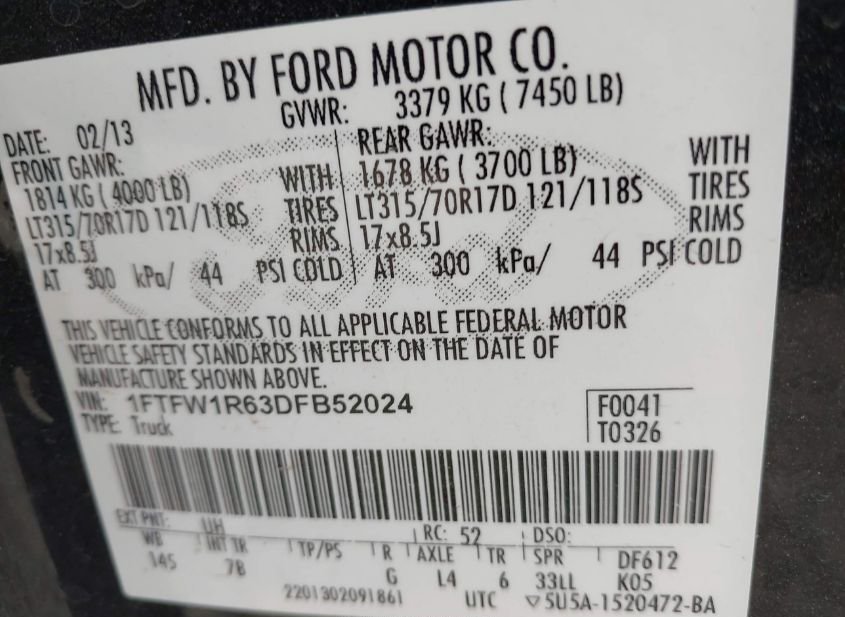 MFD. BY FORD MOTOR CO.
GVWR: 3379 KG ( 7450 LB)
DATE: 02/13
FRONT GAWR:
1814 KG ( 4000 LB)
LT315/70R17D 121/118S
17x8.5J
AT 300 kPa/ 44 PSI COLD
WITH
TIRES
RIMS
REAR GAWR:
1678 KG ( 3700 LB)
LT315/70R17D 121/118S
17x8.5J
AT 300 kPa/ 44 PSI COLD
WITH
TIRES
RIMS
THIS VEHICLE CONFORMS TO ALL APPLICABLE FEDERAL MOTOR
VEHICLE SAFETY STANDARDS IN EFFECT ON THE DATE OF
MANUFACTURE SHOWN ABOVE.
VIN: 1FTFW1R63DFB52024
TYPE: Truck
F0041
T0326
EXT PNT: UH RC: 52 DSO:
WB INT TR TP/PS R AXLE TR SPR DF612
145 7B G L4 6 33LL K05
2201302091861 UTC ▽5U5A-1520472-BA